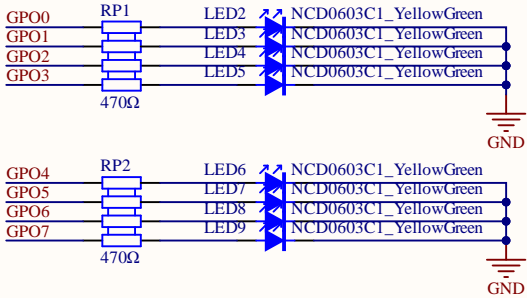 RP1 LED2 NCD0603C1_YellowGreen
GPO0
GPO1 LED3 NCD0603C1_YellowGreen
GPO2 LED4 NCD0603C1_YellowGreen
GPO3 LED5 NCD0603C1_YellowGreen
470Ω
GND
RP2 LED6 NCD0603C1_YellowGreen
GPO4
GPO5 LED7 NCD0603C1_YellowGreen
GPO6 LED8 NCD0603C1_YellowGreen
GPO7 LED9 NCD0603C1_YellowGreen
470Ω
GND